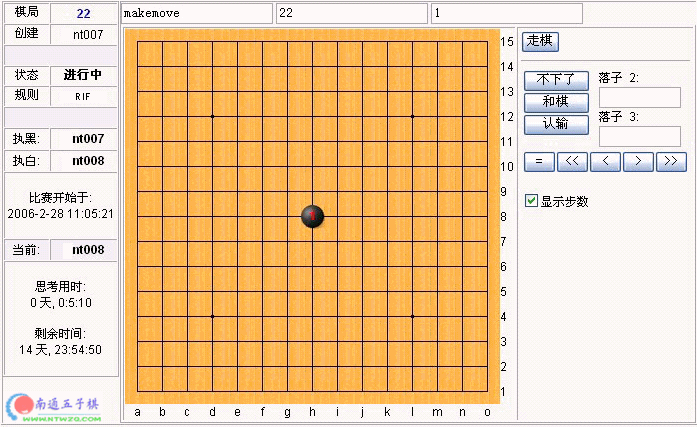 棋局 22
创建 nt007
状态 进行中
规则 RIF
执黑: nt007
执白: nt008
比赛开始于:
2006-2-28 11:05:21
当前: nt008
思考用时:
0 天, 0:5:10
剩余时间:
14 天, 23:54:50
南通五子棋
WWW.NTWZQ.COM
makemove 22 1
15
14
13
12
11
10
9
8
7
6
5
4
3
2
1
1
a b c d e f g h i j k l m n o
走棋
不下了 落子 2:
和棋
认输 落子 3:
= << < > >>
显示步数